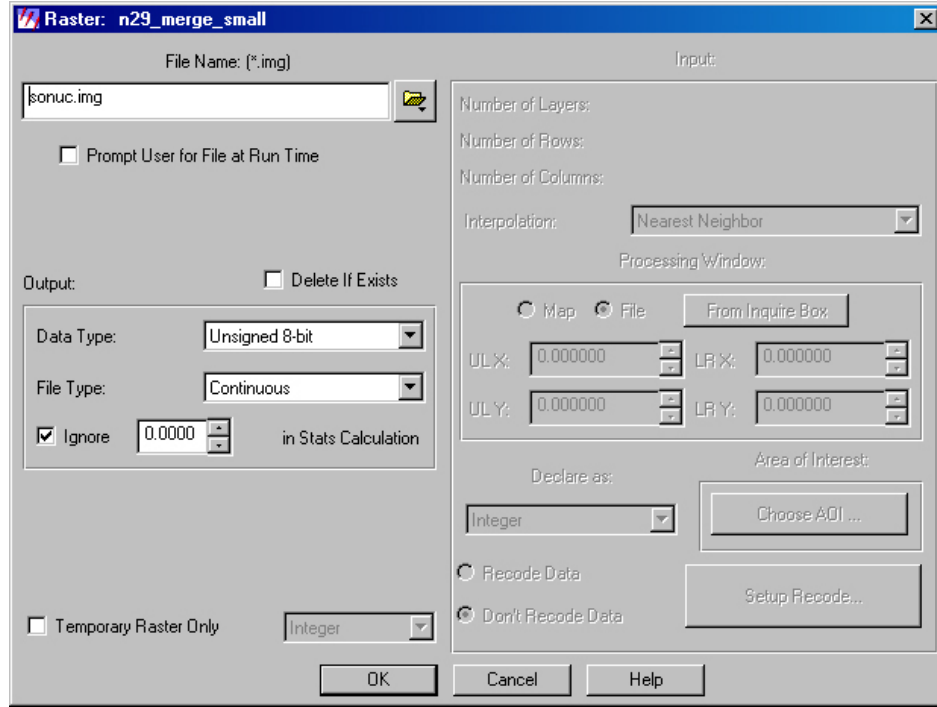 Raster: n29_merge_small
File Name: (*.img)
sonuc.img
Prompt User for File at Run Time
Output:
Delete If Exists
Data Type:
Unsigned 8-bit
File Type:
Continuous
Ignore
0.0000
in Stats Calculation
Temporary Raster Only
Integer
Input:
Number of Layers:
Number of Rows:
Number of Columns:
Interpolation:
Nearest Neighbor
Processing Window:
Map
File
From Inquire Box
UL X:
0.000000
LR X:
0.000000
UL Y:
0.000000
LR Y:
0.000000
Declare as:
Integer
Area of Interest:
Choose AOI ...
Recode Data
Don't Recode Data
Setup Recode...
OK
Cancel
Help